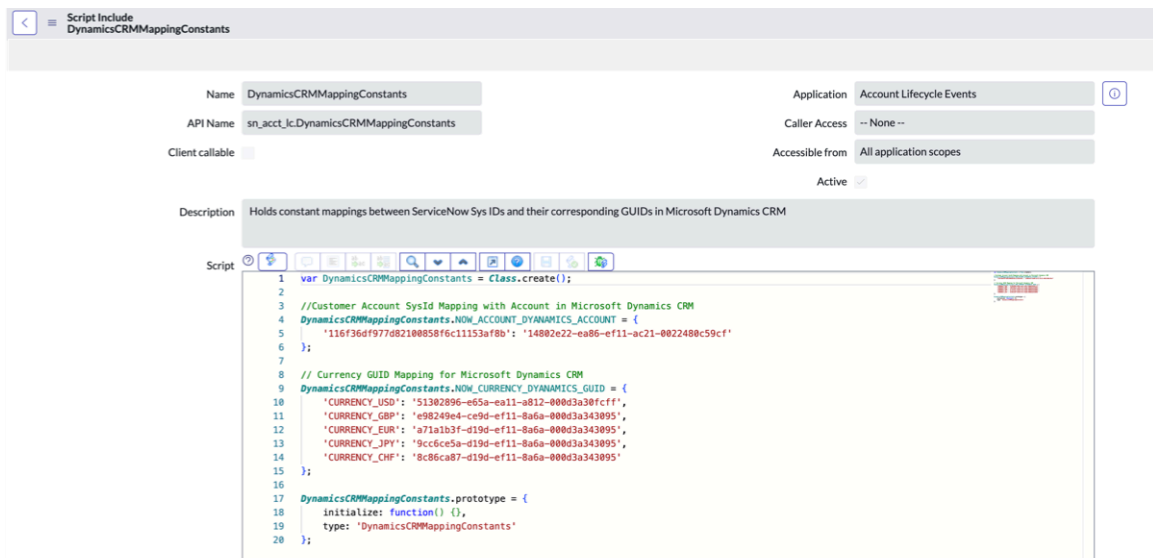 Script Include
DynamicsCRMMappingConstants
Name DynamicsCRMMappingConstants
Application Account Lifecycle Events
API Name sn_acct_lc.DynamicsCRMMappingConstants
Caller Access -- None --
Client callable
Accessible from All application scopes
Active
Description Holds constant mappings between ServiceNow Sys IDs and their corresponding GUIDs in Microsoft Dynamics CRM
Script
1 var DynamicsCRMMappingConstants = Class.create();
2
3 //Customer Account SysId Mapping with Account in Microsoft Dynamics CRM
4 DynamicsCRMMappingConstants.NOW_ACCOUNT_DYANAMICS_ACCOUNT = {
5 '116f36df977d82100858f6c11153af8b': '14802e22-ea86-ef11-ac21-0022480c59cf'
6 };
7
8 // Currency GUID Mapping for Microsoft Dynamics CRM
9 DynamicsCRMMappingConstants.NOW_CURRENCY_DYANAMICS_GUID = {
10 'CURRENCY_USD': '51302896-e65a-ea11-a812-000d3a30fcff',
11 'CURRENCY_GBP': 'e98249e4-ce9d-ef11-8a6a-000d3a343095',
12 'CURRENCY_EUR': 'a71a1b3f-d19d-ef11-8a6a-000d3a343095',
13 'CURRENCY_JPY': '9cc6ce5a-d19d-ef11-8a6a-000d3a343095',
14 'CURRENCY_CHF': '8c86ca87-d19d-ef11-8a6a-000d3a343095'
15 };
16
17 DynamicsCRMMappingConstants.prototype = {
18 initialize: function() {},
19 type: 'DynamicsCRMMappingConstants'
20 };